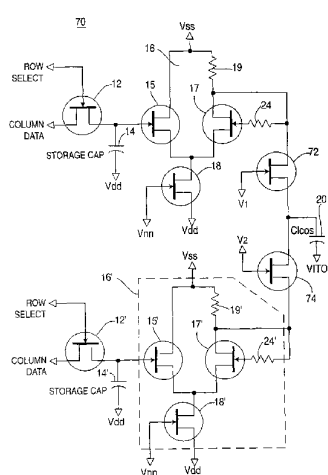 70
Vss
ROW
SELECT
12
16
15
19
17
24
72
COLUMN
DATA
14
STORAGE CAP
Vdd
18
Vnn
Vdd
V1
20
Clcos
VITO
V2
74
16'
Vss
ROW
SELECT
12'
15'
19'
17'
24'
COLUMN
DATA
14'
STORAGE CAP
Vdd
18'
Vnn
Vdd